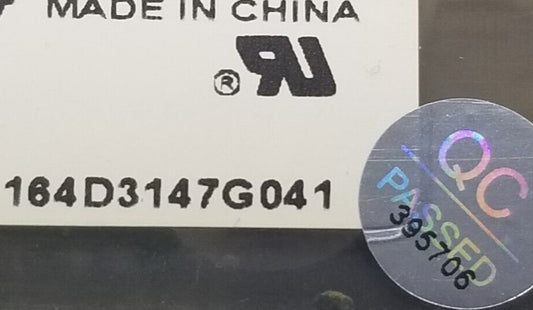 MADE IN CHINA
®
164D3147G041
QC
PASSED
395706